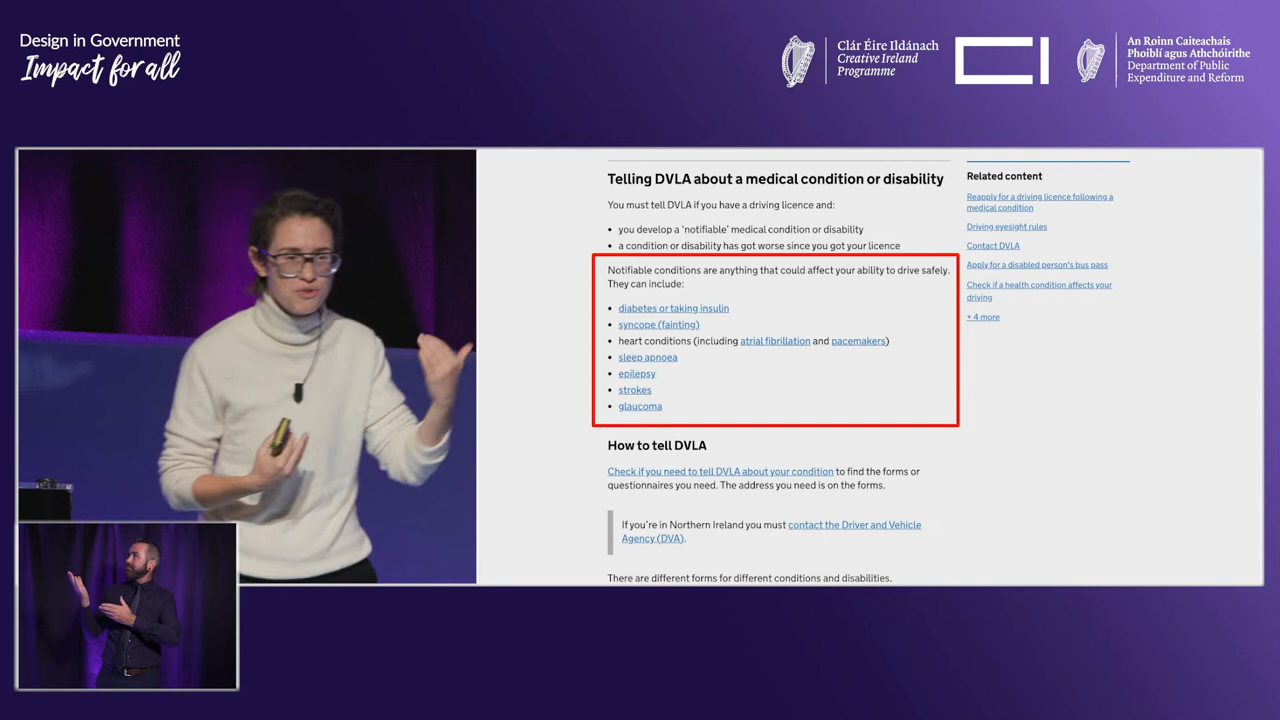 Design in Government
Impact for all
Clár Éire Ildánach
Creative Ireland
Programme
An Roinn Caiteachais
Phoiblí agus Athchóirithe
Department of Public
Expenditure and Reform
Telling DVLA about a medical condition or disability
You must tell DVLA if you have a driving licence and:
• you develop a ‘notifiable’ medical condition or disability
• a condition or disability has got worse since you got your licence
Notifiable conditions are anything that could affect your ability to drive safely.
They can include:
• diabetes or taking insulin
• syncope (fainting)
• heart conditions (including atrial fibrillation and pacemakers)
• sleep apnoea
• epilepsy
• strokes
• glaucoma
How to tell DVLA
Check if you need to tell DVLA about your condition to find the forms or
questionnaires you need. The address you need is on the forms.
If you’re in Northern Ireland you must contact the Driver and Vehicle
Agency (DVA).
There are different forms for different conditions and disabilities.
Related content
Reapply for a driving licence following a
medical condition
Driving eyesight rules
Contact DVLA
Apply for a disabled person's bus pass
Check if a health condition affects your
driving
+ 4 more